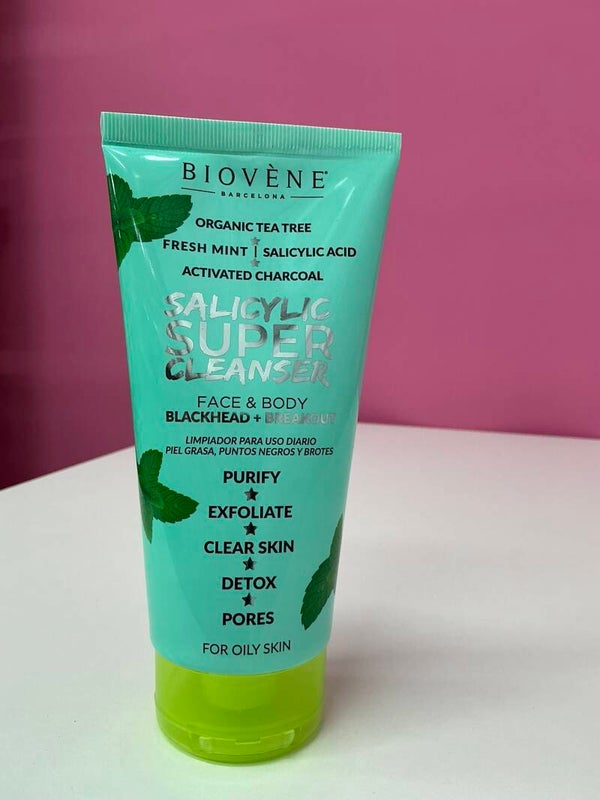 BIOVÈNE®
BARCELONA
ORGANIC TEA TREE
FRESH MINT | SALICYLIC ACID
ACTIVATED CHARCOAL
SALICYLIC
SUPER
CLEANSER
FACE & BODY
BLACKHEAD + BREAKOUT
LIMPIADOR PARA USO DIARIO
PIEL GRASA, PUNTOS NEGROS Y BROTES
PURIFY
EXFOLIATE
CLEAR SKIN
DETOX
PORES
FOR OILY SKIN